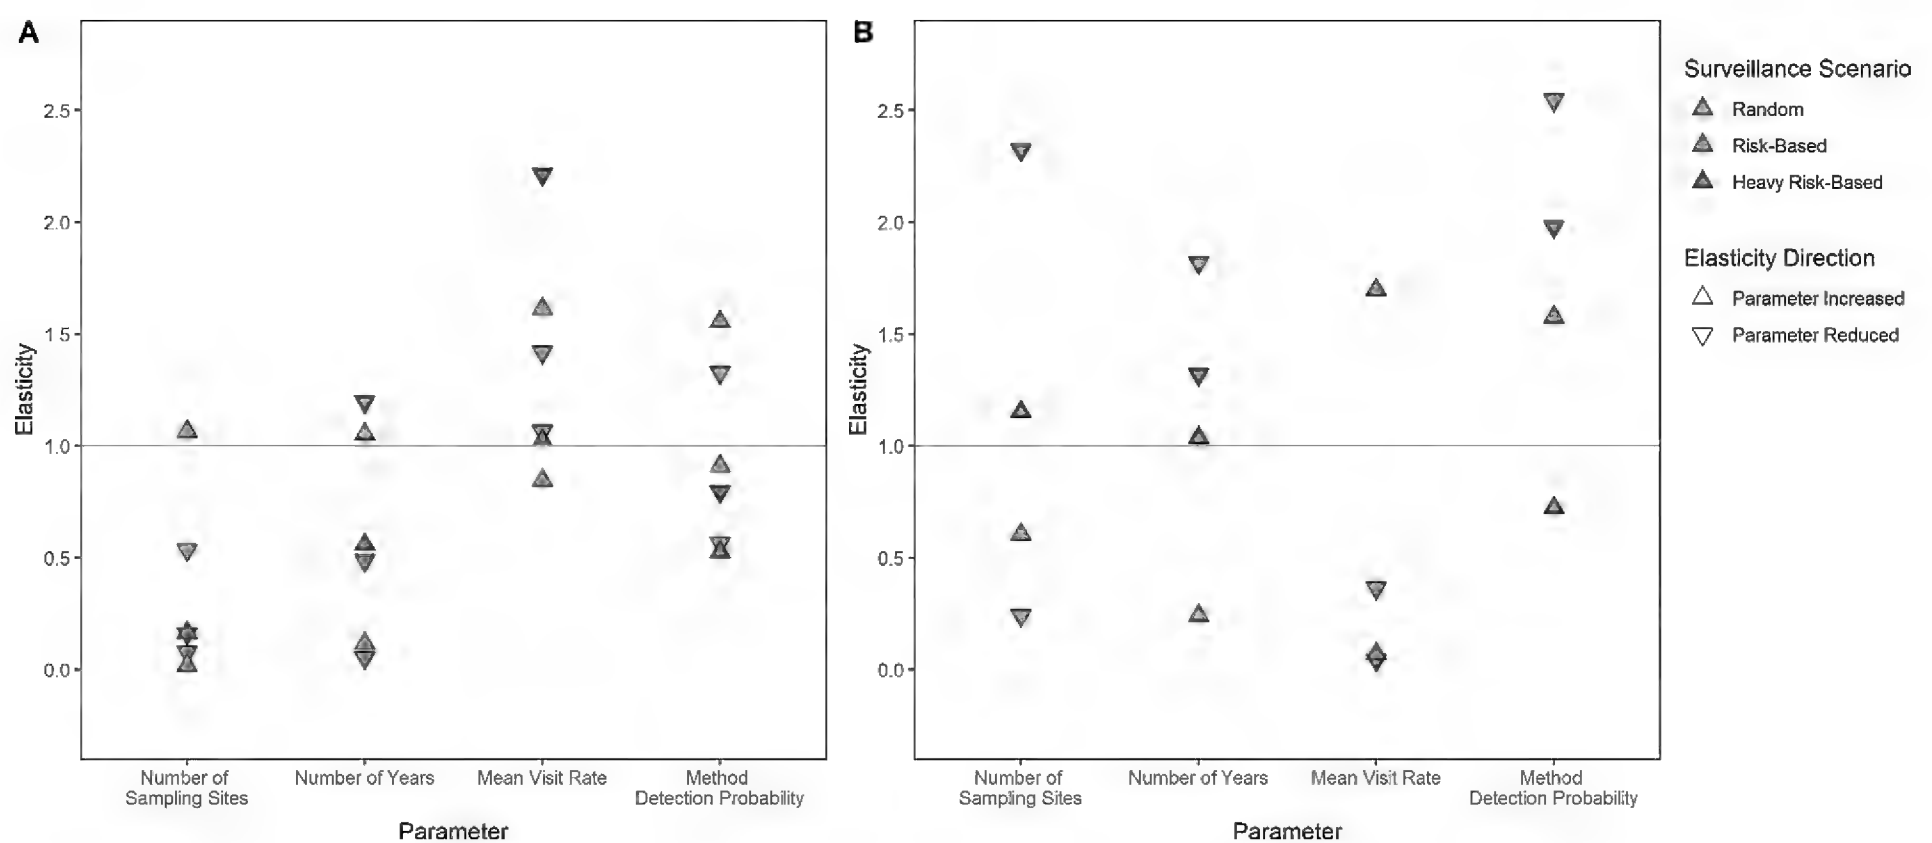 A
2.5
2.0
1.5
1.0
0.5
0.0
Elasticity
Number of
Sampling Sites
Number of Years
Mean Visit Rate
Method
Detection Probability
Parameter
B
2.5
2.0
1.5
1.0
0.5
0.0
Elasticity
Number of
Sampling Sites
Number of Years
Mean Visit Rate
Method
Detection Probability
Parameter
Surveillance Scenario
Random
Risk-Based
Heavy Risk-Based
Elasticity Direction
Parameter Increased
Parameter Reduced